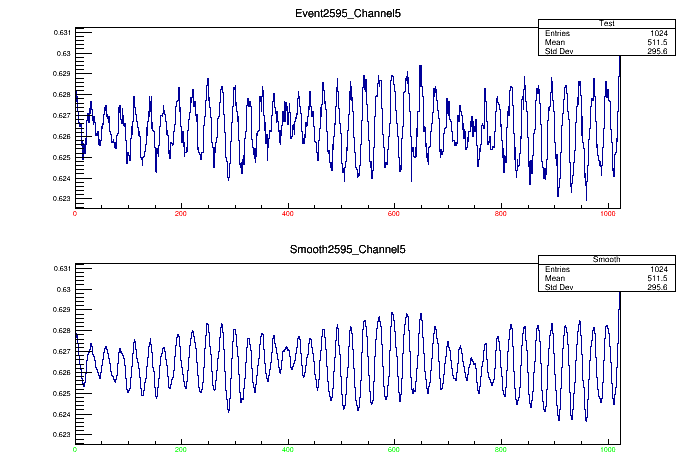 Event2595_Channel5
Test
Entries 1024
Mean 511.5
Std Dev 295.6
0.631
0.63
0.629
0.628
0.627
0.626
0.625
0.624
0.623
0 200 400 600 800 1000
Smooth2595_Channel5
Smooth
Entries 1024
Mean 511.5
Std Dev 295.6
0.631
0.63
0.629
0.628
0.627
0.626
0.625
0.624
0.623
0 200 400 600 800 1000